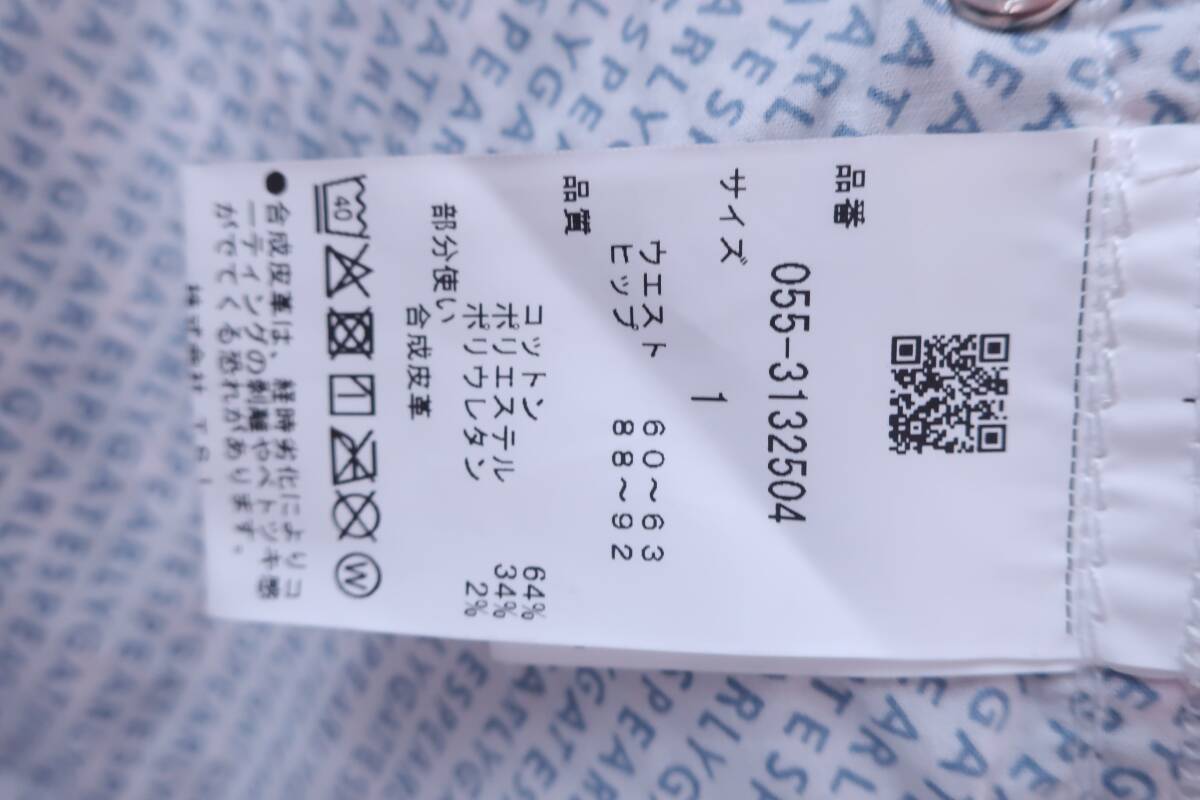 品番
055-3132504
サイズ
1
ウエスト 60~63
ヒップ 88~92
品質
コットン 64%
ポリエステル 34%
ポリウレタン 2%
部分使い
合成皮革
40
W
●合成皮革は、経時劣化によりコ
ーティングの剥離やベトツキ感
がでてくる恐れがあります。
PEARLY GATES